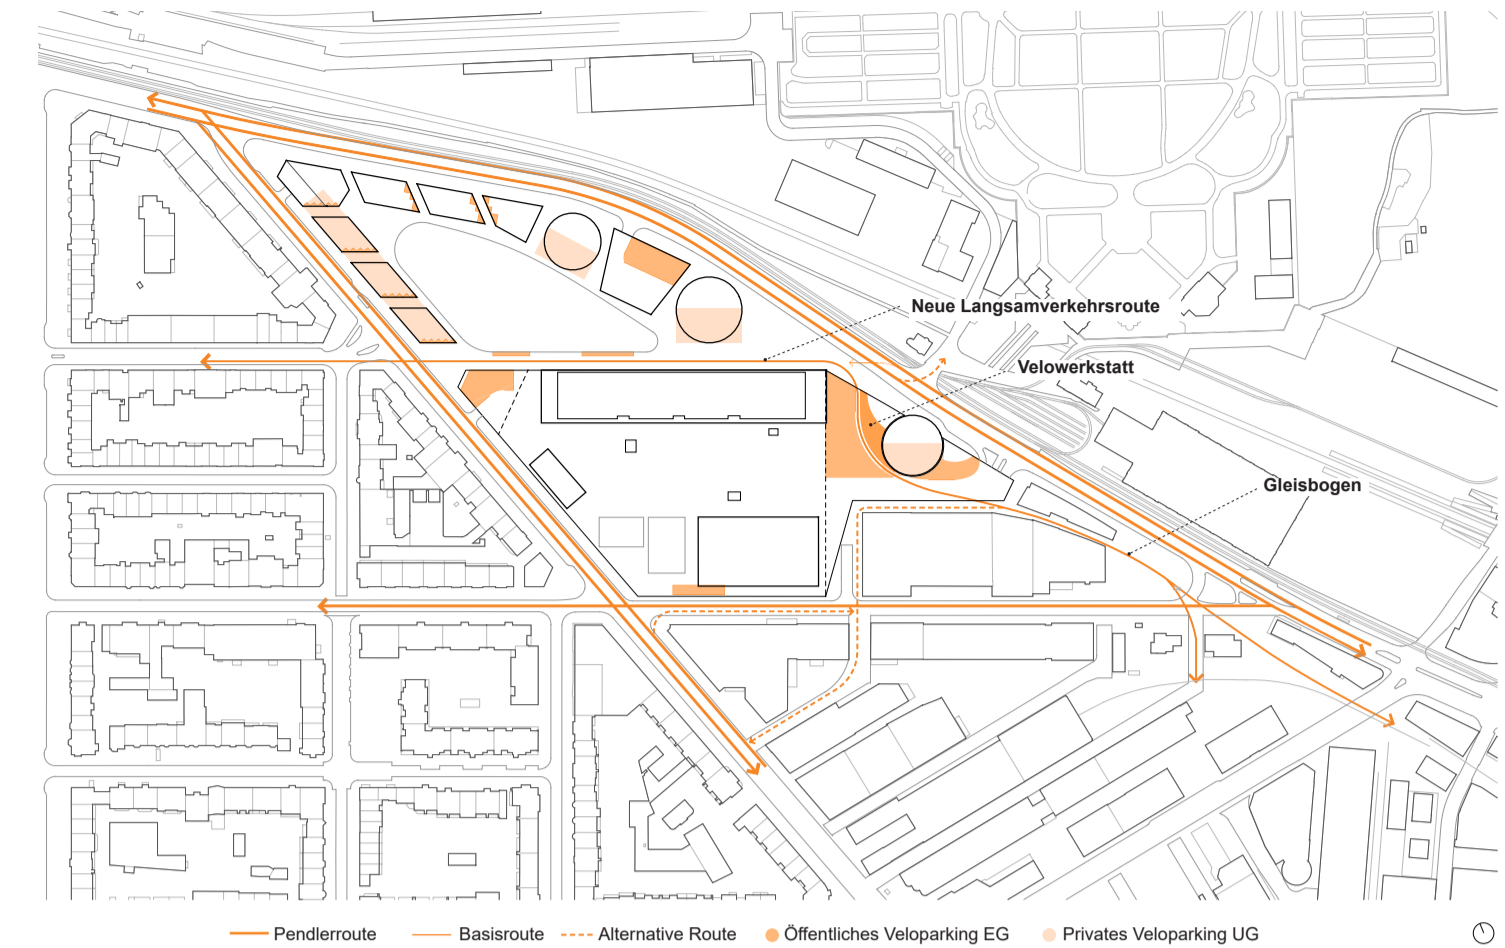 Neue Langsamverkehrsroute
Velowerkstatt
Gleisbogen
Pendlerroute
Basisroute
Alternative Route
Öffentliches Veloparking EG
Privates Veloparking UG